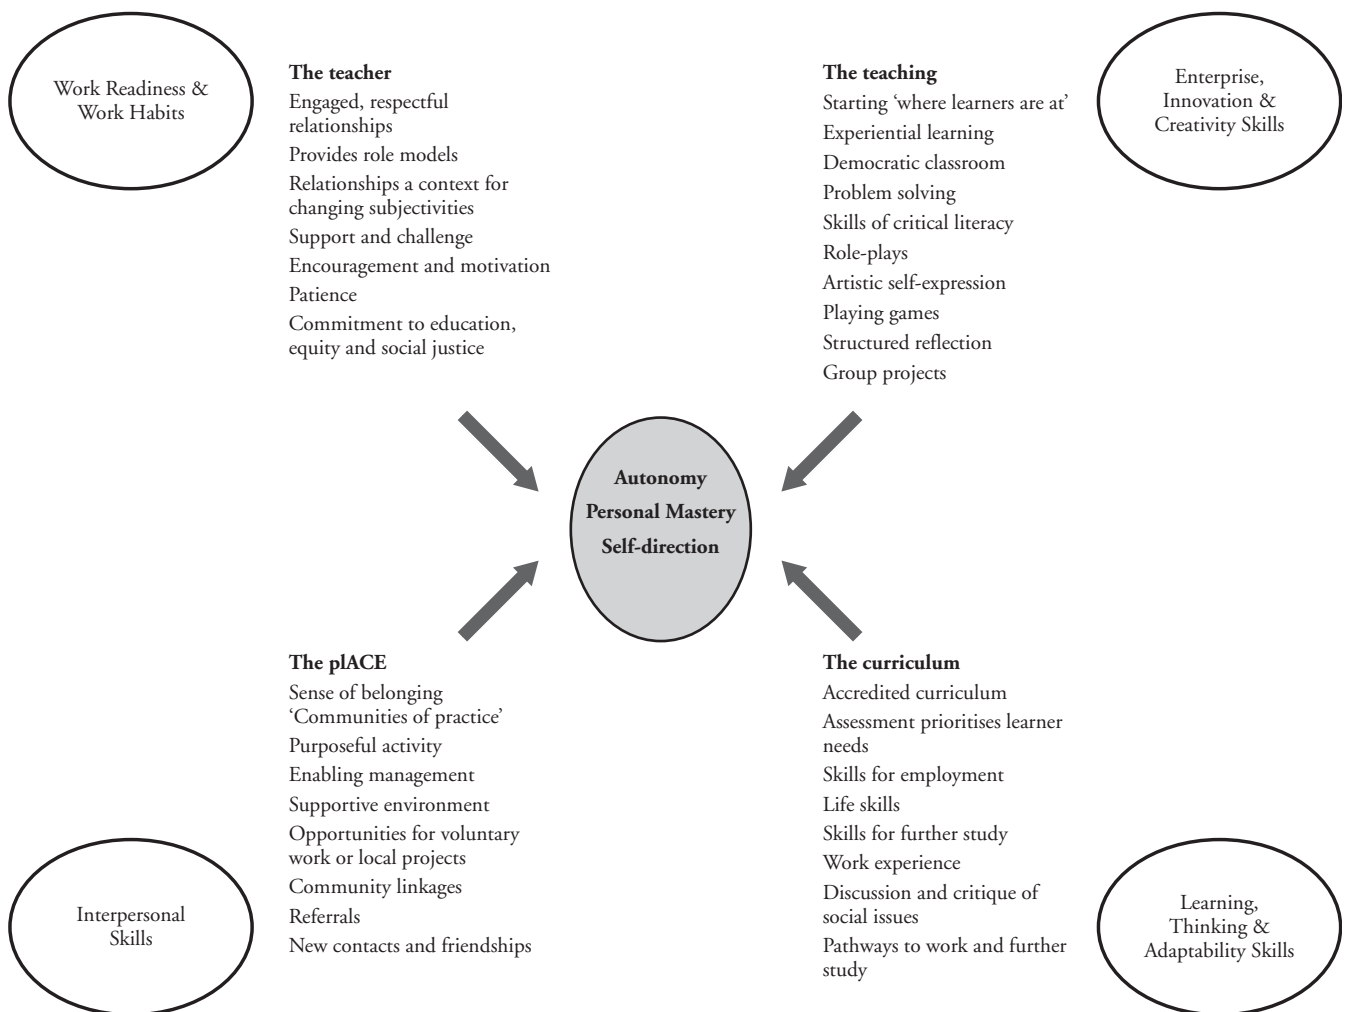 Work Readiness &
Work Habits
The teacher
Engaged, respectful
relationships
Provides role models
Relationships a context for
changing subjectivities
Support and challenge
Encouragement and motivation
Patience
Commitment to education,
equity and social justice
The teaching
Starting ‘where learners are at’
Experiential learning
Democratic classroom
Problem solving
Skills of critical literacy
Role-plays
Artistic self-expression
Playing games
Structured reflection
Group projects
Enterprise,
Innovation &
Creativity Skills
Autonomy
Personal Mastery
Self-direction
The plACE
Sense of belonging
‘Communities of practice’
Purposeful activity
Enabling management
Supportive environment
Opportunities for voluntary
work or local projects
Community linkages
Referrals
New contacts and friendships
Interpersonal
Skills
The curriculum
Accredited curriculum
Assessment prioritises learner
needs
Skills for employment
Life skills
Skills for further study
Work experience
Discussion and critique of
social issues
Pathways to work and further
study
Learning,
Thinking &
Adaptability Skills